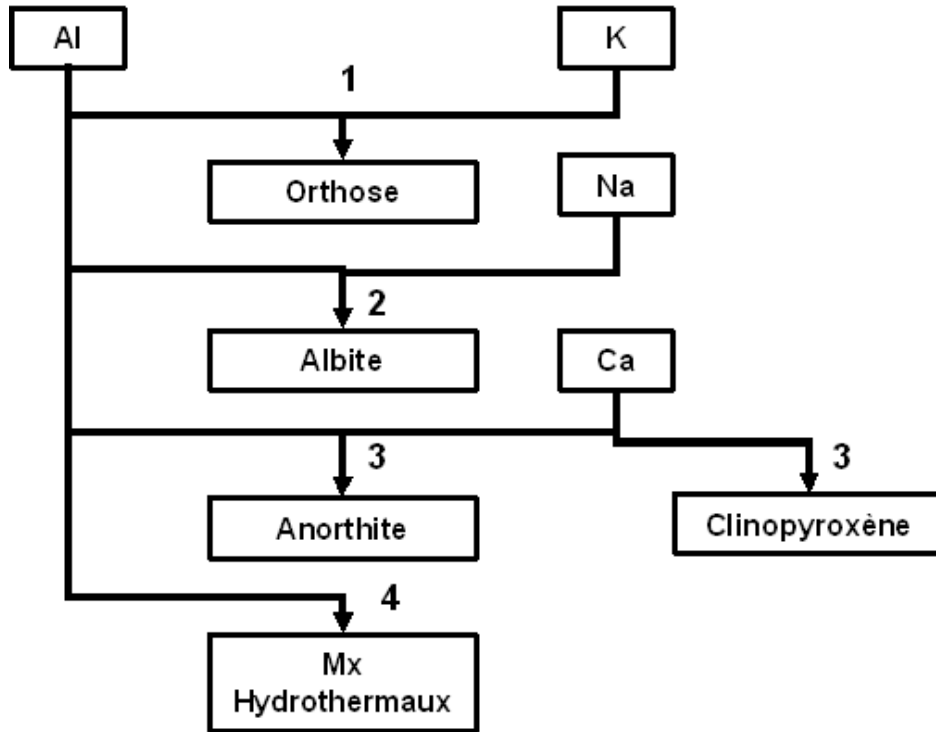 Al
K
1
Orthose
Na
2
Albite
Ca
3
3
Anorthite
Clinopyroxène
4
Mx
Hydrothermaux